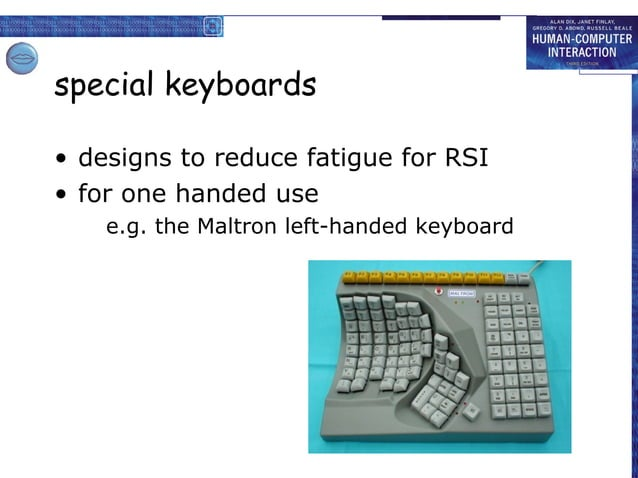 ALAN DIX, JANET FINLAY,
GREGORY D. ABOWD, RUSSELL BEALE
HUMAN-COMPUTER
INTERACTION
THIRD EDITION
special keyboards
• designs to reduce fatigue for RSI
• for one handed use
e.g. the Maltron left-handed keyboard
MALTRON